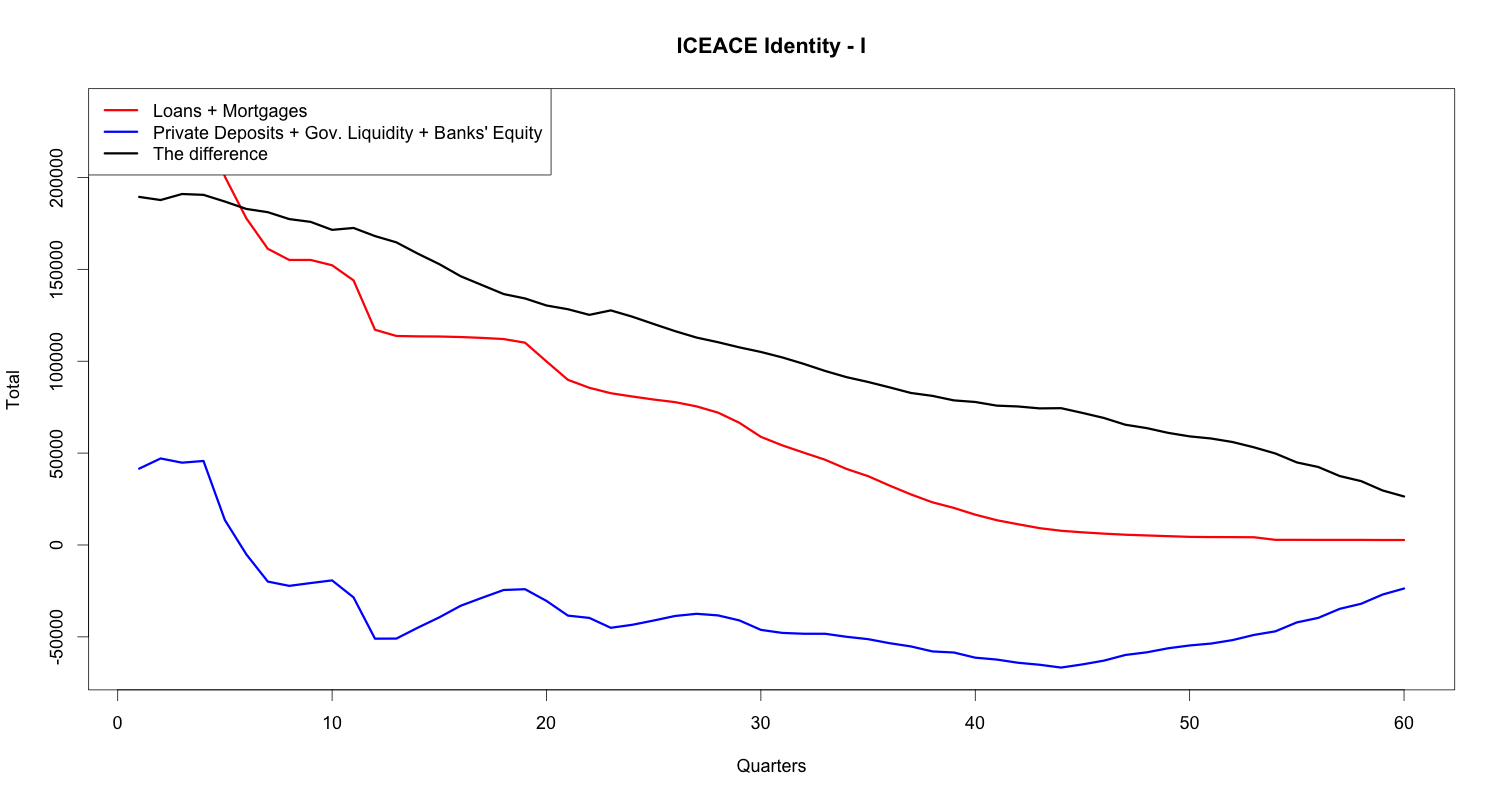 ICEACE Identity - I
Loans + Mortgages
Private Deposits + Gov. Liquidity + Banks' Equity
The difference
Total
200000
150000
100000
50000
0
-50000
0 10 20 30 40 50 60
Quarters